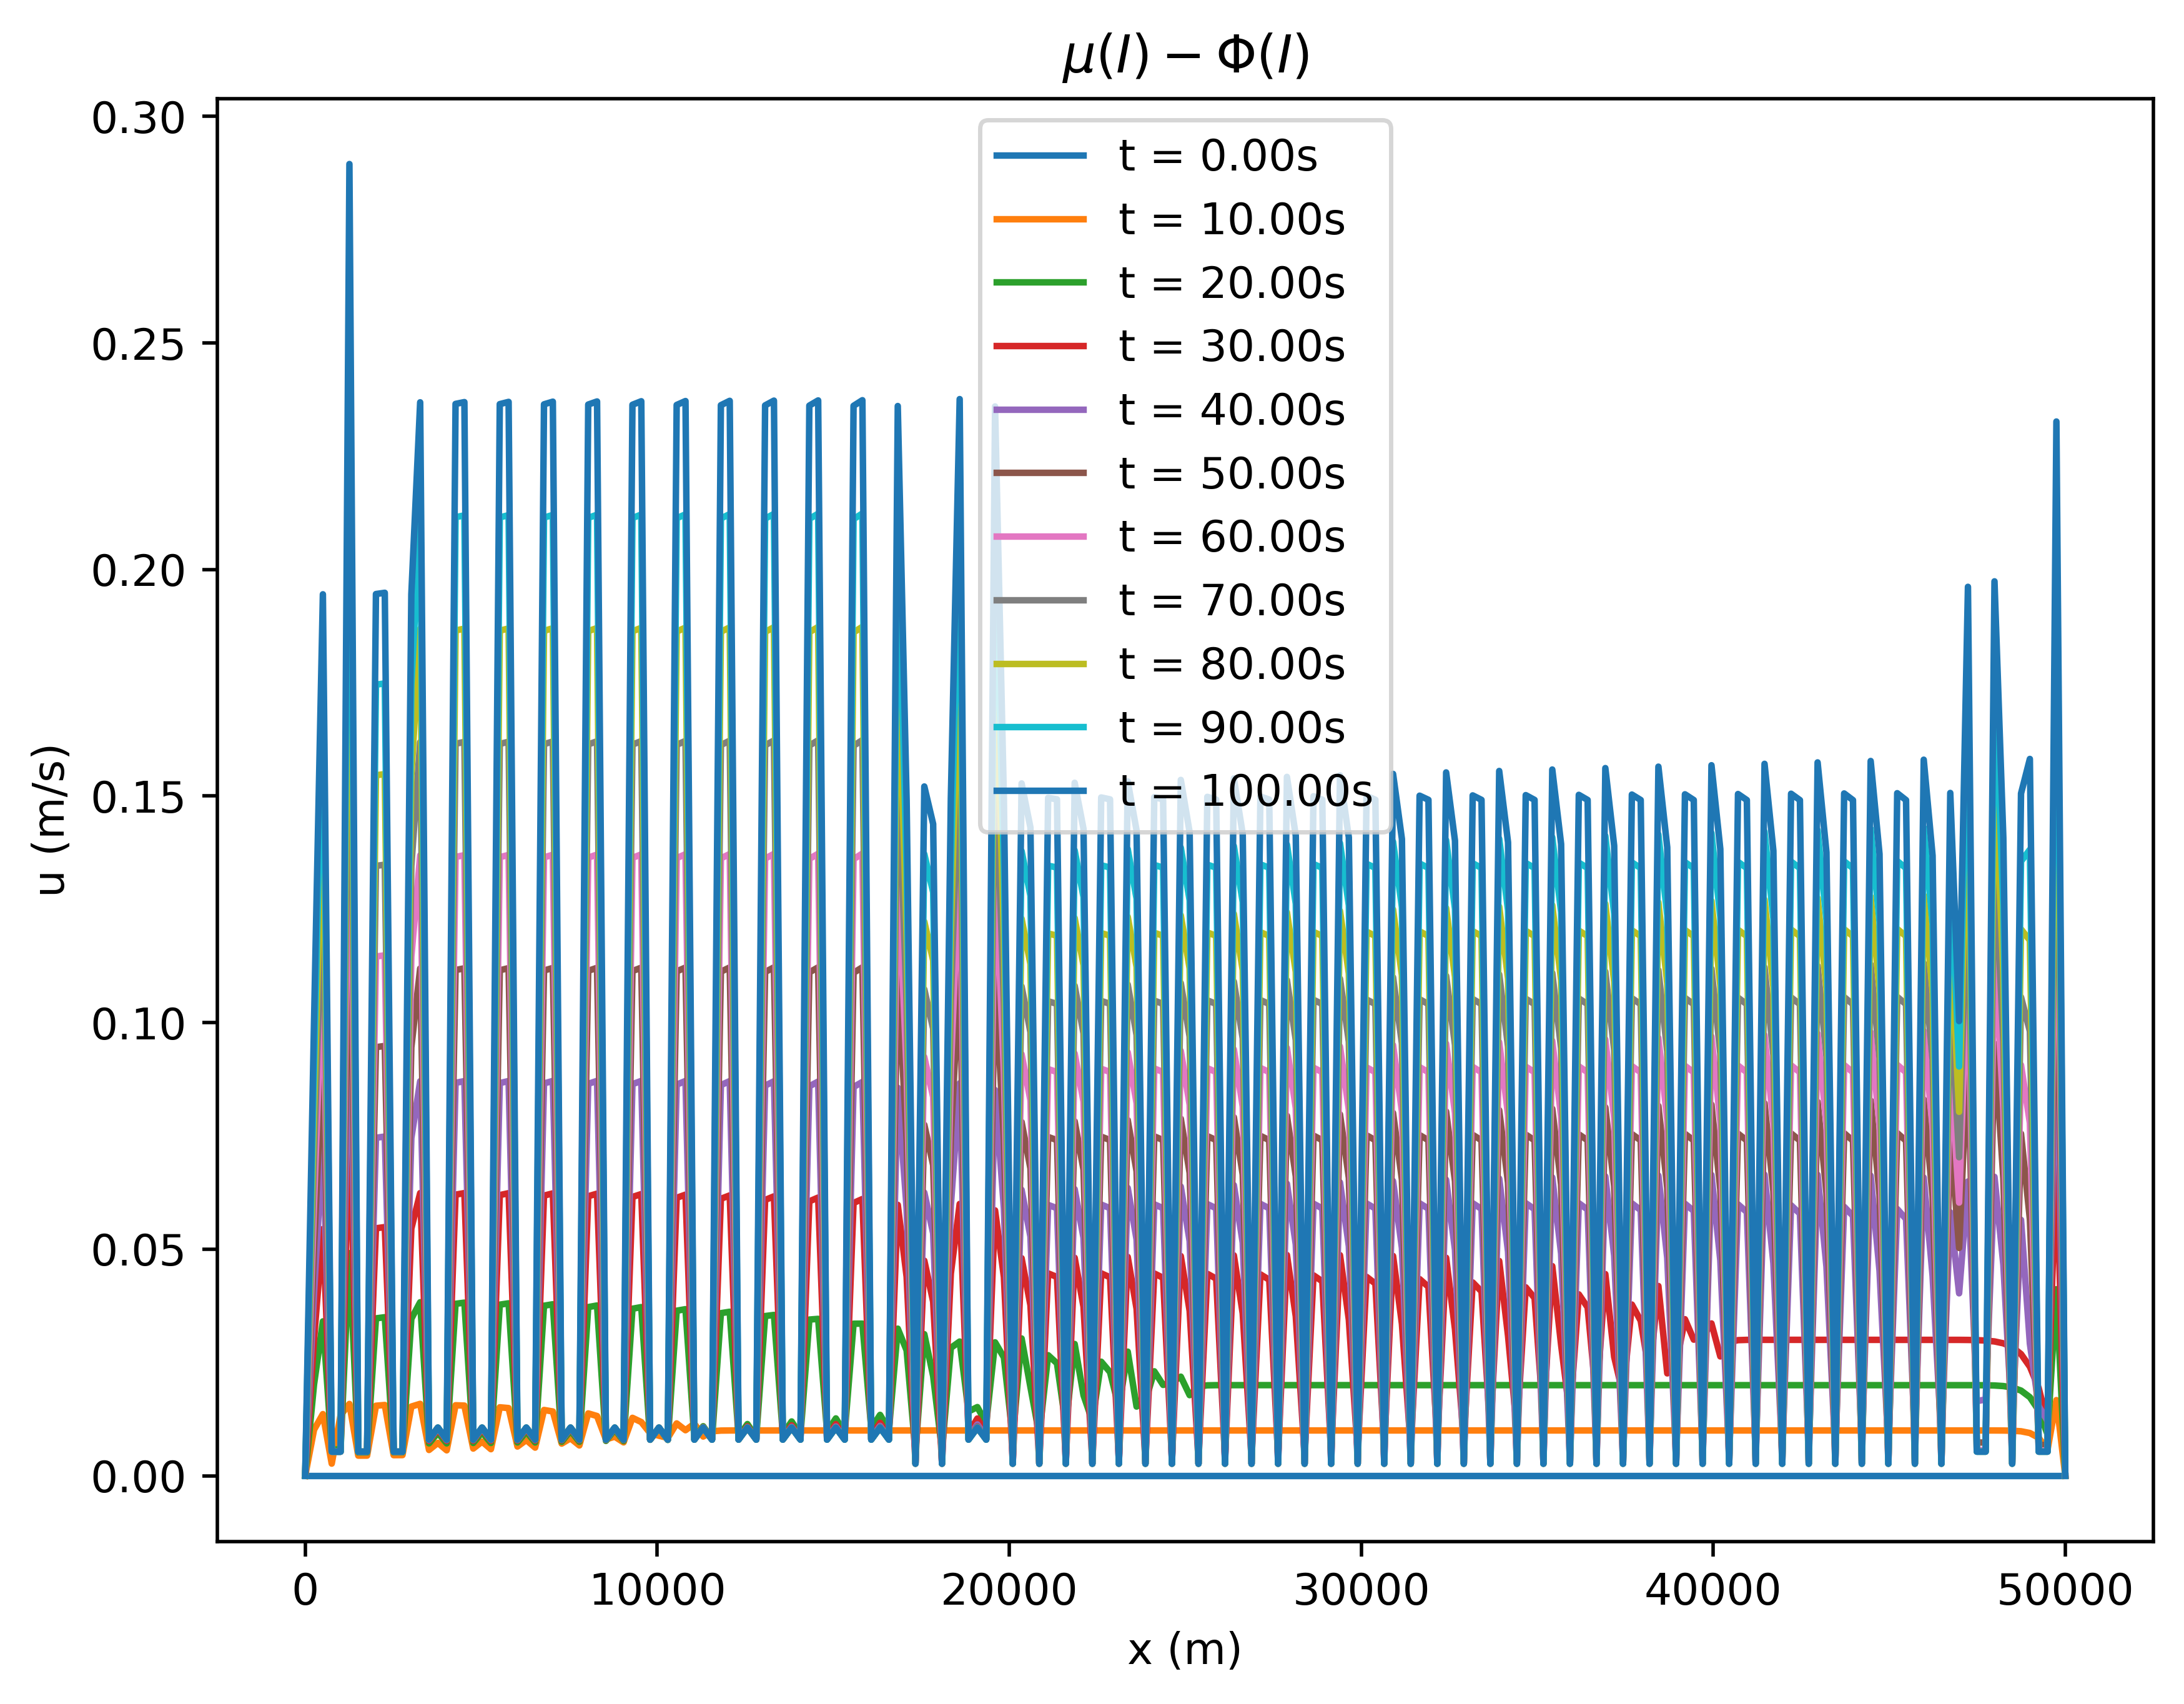 μ(l) − Φ(l)
0.30
0.25
0.20
0.15
0.10
0.05
0.00
u (m/s)
t = 0.00s
t = 10.00s
t = 20.00s
t = 30.00s
t = 40.00s
t = 50.00s
t = 60.00s
t = 70.00s
t = 80.00s
t = 90.00s
t = 100.00s
0 10000 20000 30000 40000 50000
x (m)